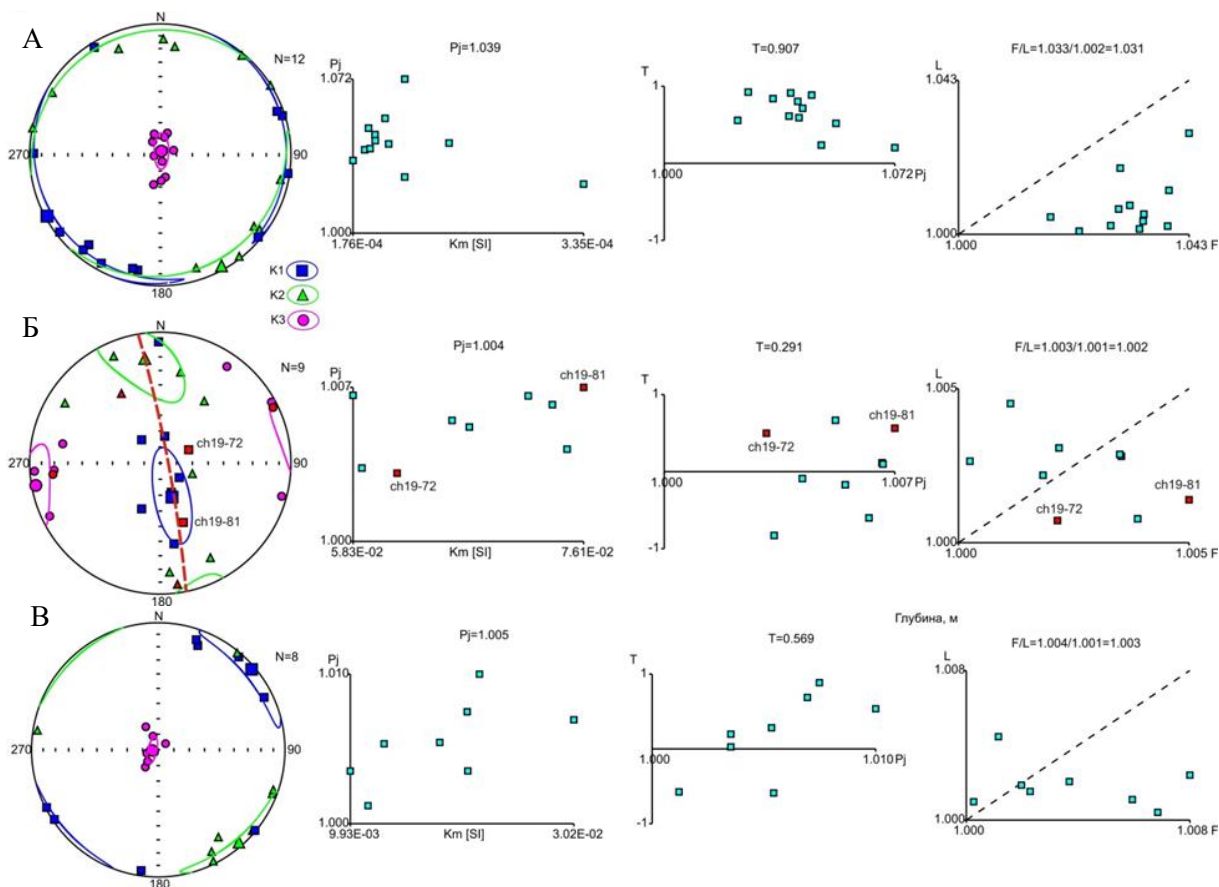 А
N
N=12
270
90
180
Pj=1.039
Pj
1.072
1.000
1.76E-04
Km [SI]
3.35E-04
T=0.907
T
1
-1
1.000
1.072 Pj
F/L=1.033/1.002=1.031
L
1.043
1.000
1.000
1.043 F
K1
K2
K3
Б
N
N=9
270
90
180
ch19-72
ch19-81
Pj=1.004
Pj
1.007
1.000
5.83E-02
Km [SI]
7.61E-02
ch19-81
ch19-72
T=0.291
T
1
-1
1.000
1.007 Pj
ch19-72
ch19-81
F/L=1.003/1.001=1.002
L
1.005
1.000
1.000
1.005 F
ch19-72
ch19-81
В
N
N=8
270
90
180
Pj=1.005
Pj
1.010
1.000
9.93E-03
Km [SI]
3.02E-02
T=0.569
T
1
-1
1.000
1.010 Pj
Глубина, м
F/L=1.004/1.001=1.003
L
1.008
1.000
1.000
1.008 F